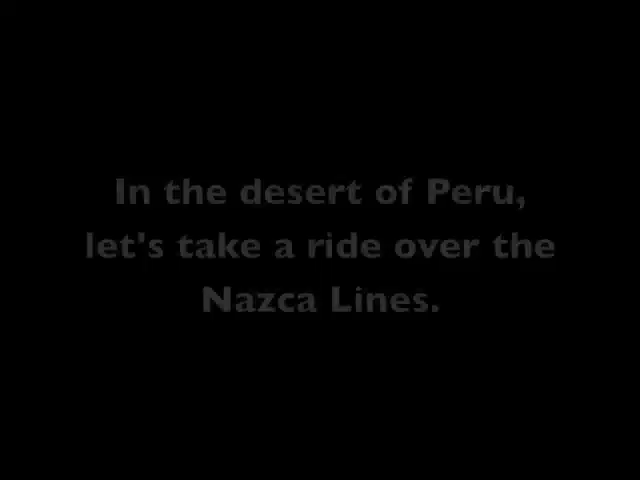 In the desert of Peru,
let's take a ride over the
Nazca Lines.